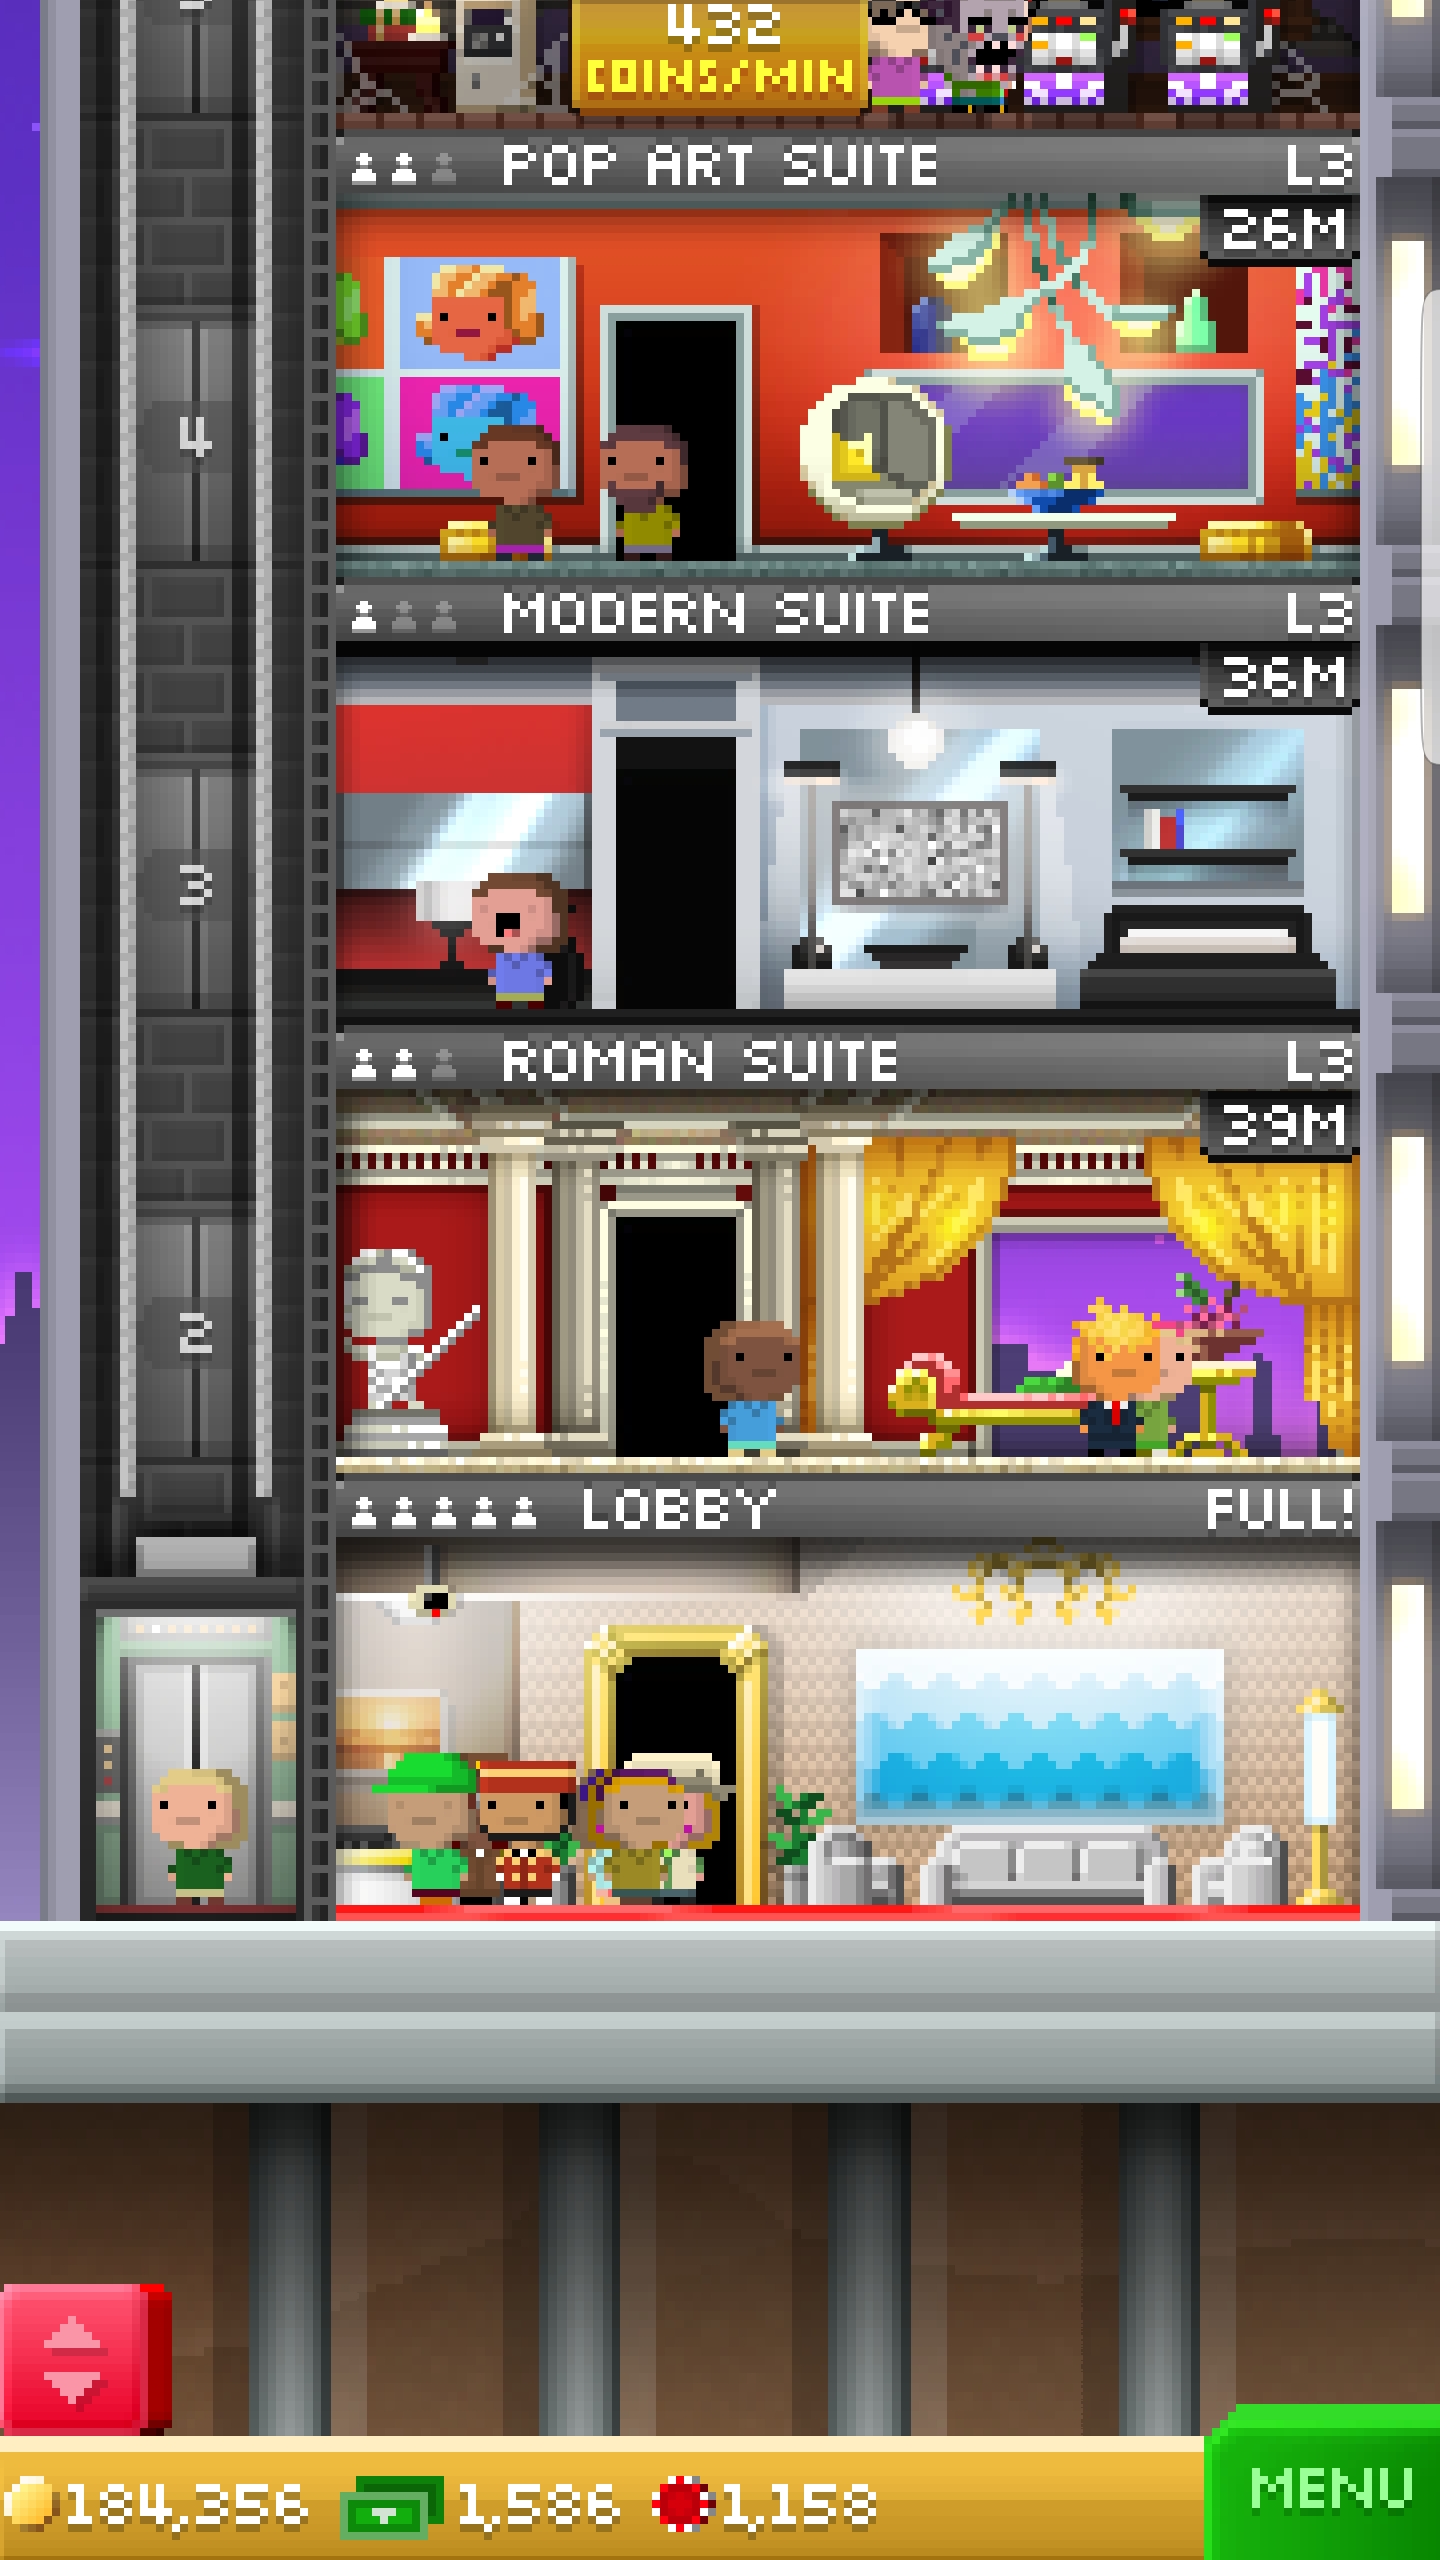 432
COINS/MIN
POP ART SUITE L3
26M
4
MODERN SUITE L3
36M
3
ROMAN SUITE L3
39M
2
LOBBY FULL!
184,356 1,586 1,158 MENU